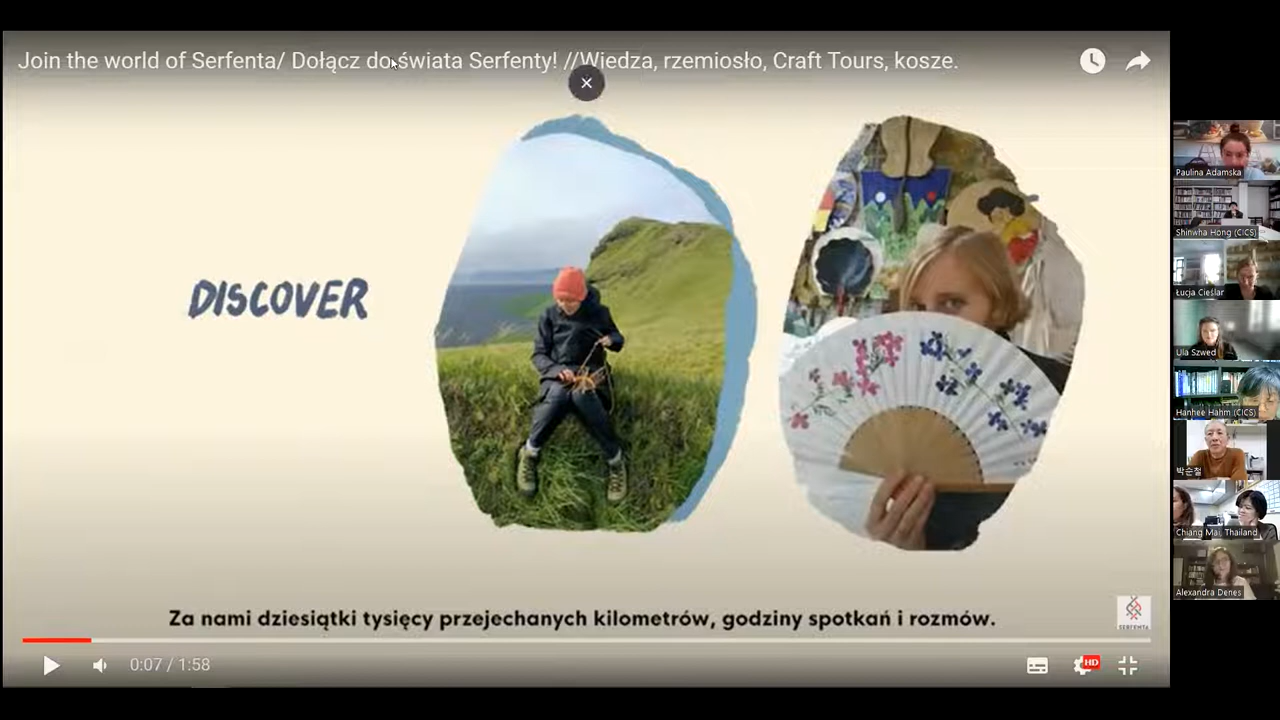 Join the world of Serfenta/ Dołącz do świata Serfenty! //Wiedza, rzemiosło, Craft Tours, kosze.
DISCOVER
Za nami dziesiątki tysięcy przejechanych kilometrów, godziny spotkań i rozmów.
SERFENTA
0:07 / 1:58
HD
Paulina Adamska
Shinwha Hong (CICS)
Łucja Cieślar
Ula Szwed
Hanhee Hahm (CICS)
박순철
Chiang Mai, Thailand
Alexandra Denes